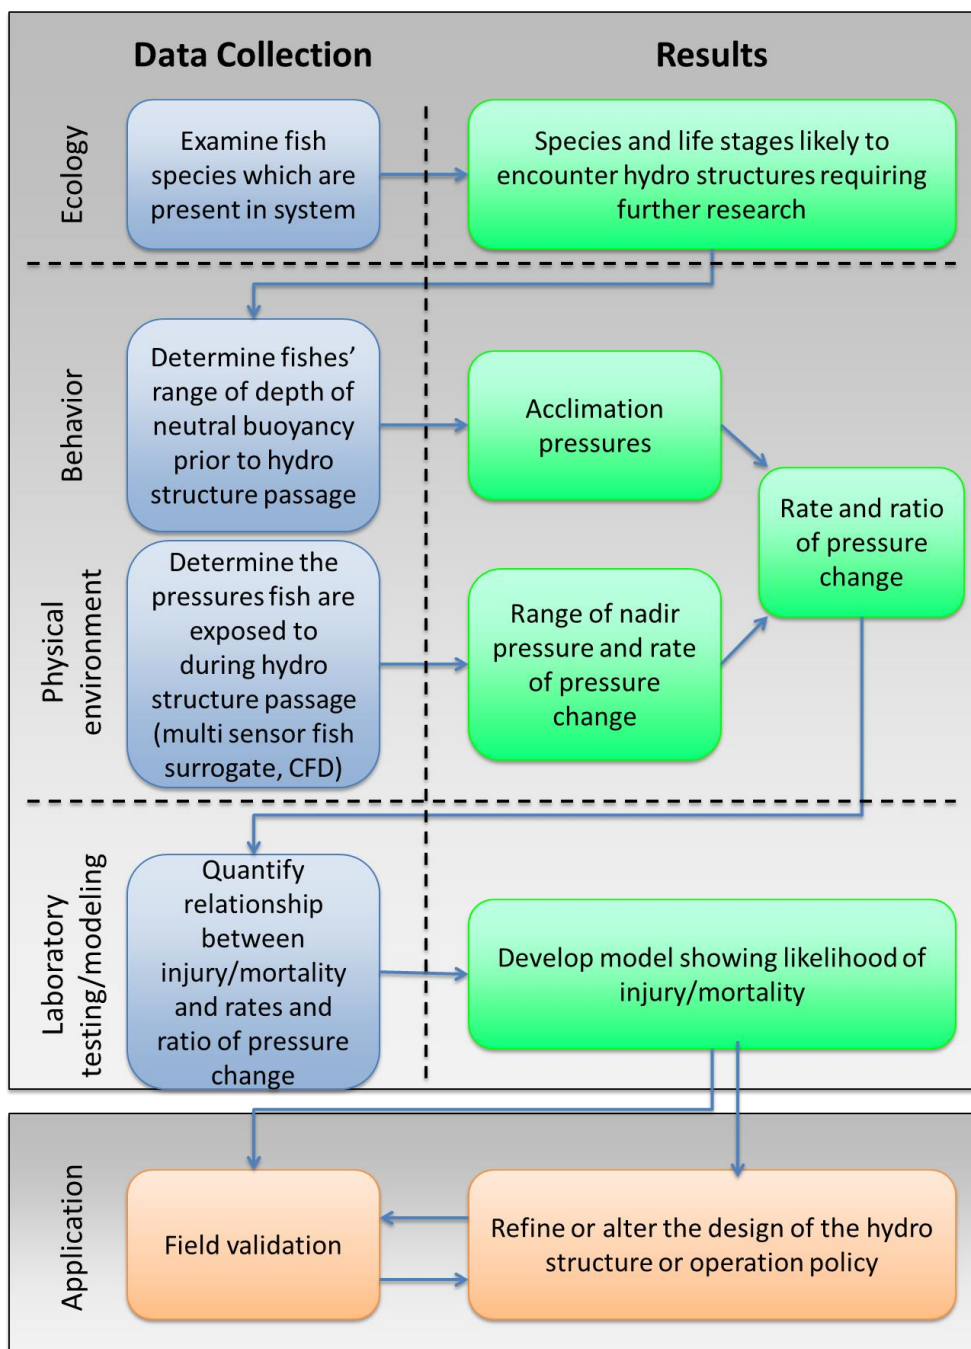 Data Collection
Results
Ecology
Examine fish
species which are
present in system
Species and life stages likely to
encounter hydro structures requiring
further research
Behavior
Determine fishes’
range of depth of
neutral buoyancy
prior to hydro
structure passage
Acclimation
pressures
Rate and ratio
of pressure
change
Physical
environment
Determine the
pressures fish are
exposed to
during hydro
structure passage
(multi sensor fish
surrogate, CFD)
Range of nadir
pressure and rate
of pressure
change
Laboratory
testing/modeling
Quantify
relationship
between
injury/mortality
and rates and
ratio of pressure
change
Develop model showing likelihood of
injury/mortality
Application
Field validation
Refine or alter the design of the hydro
structure or operation policy